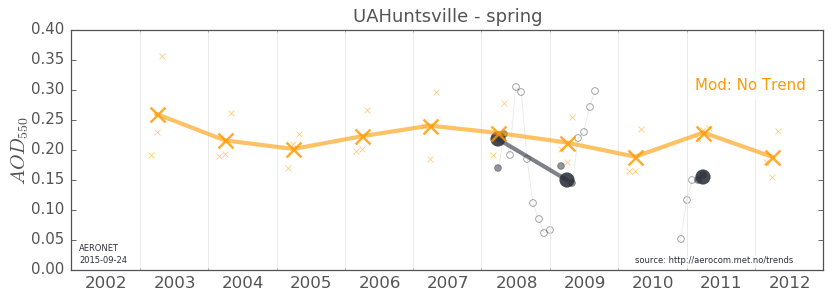 UAHuntsville - spring
0.40
0.35
0.30
0.25
0.20
0.15
0.10
0.05
0.00
AOD550
Mod: No Trend
AERONET
2015-09-24
source: http://aerocom.met.no/trends
2002 2003 2004 2005 2006 2007 2008 2009 2010 2011 2012